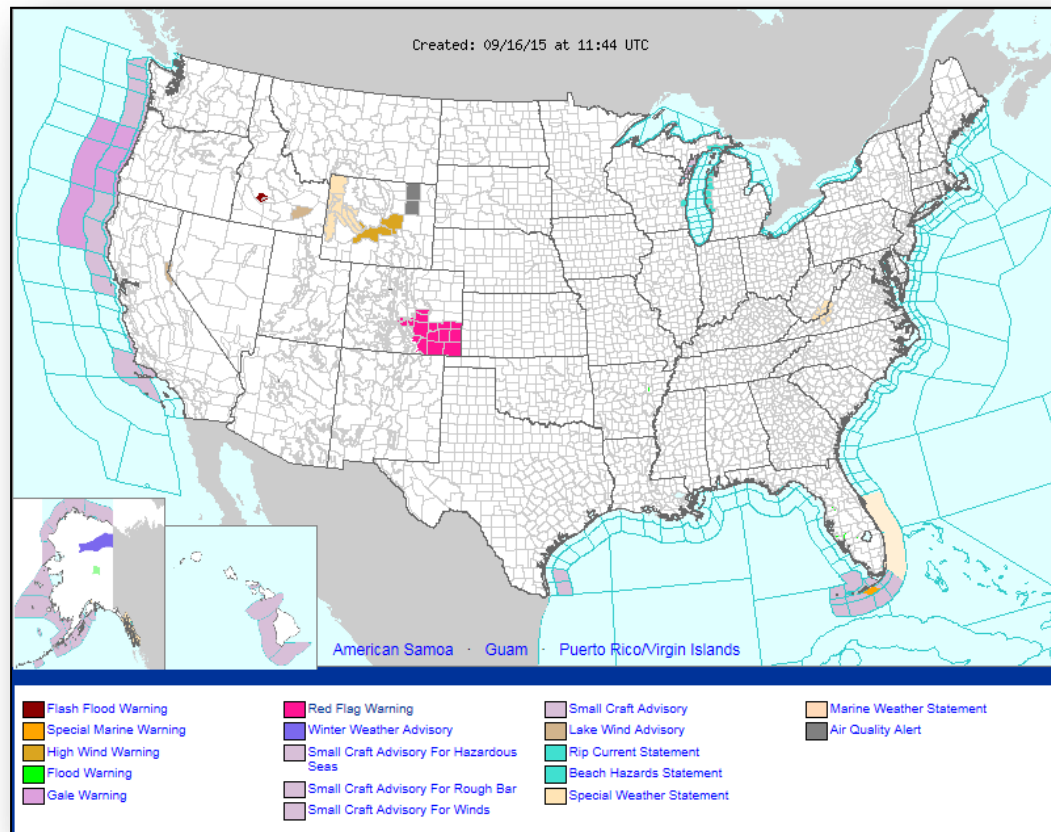 Created: 09/16/15 at 11:44 UTC
American Samoa · Guam · Puerto Rico/Virgin Islands
Flash Flood Warning
Special Marine Warning
High Wind Warning
Flood Warning
Gale Warning
Red Flag Warning
Winter Weather Advisory
Small Craft Advisory For Hazardous
Seas
Small Craft Advisory For Rough Bar
Small Craft Advisory For Winds
Small Craft Advisory
Lake Wind Advisory
Rip Current Statement
Beach Hazards Statement
Special Weather Statement
Marine Weather Statement
Air Quality Alert